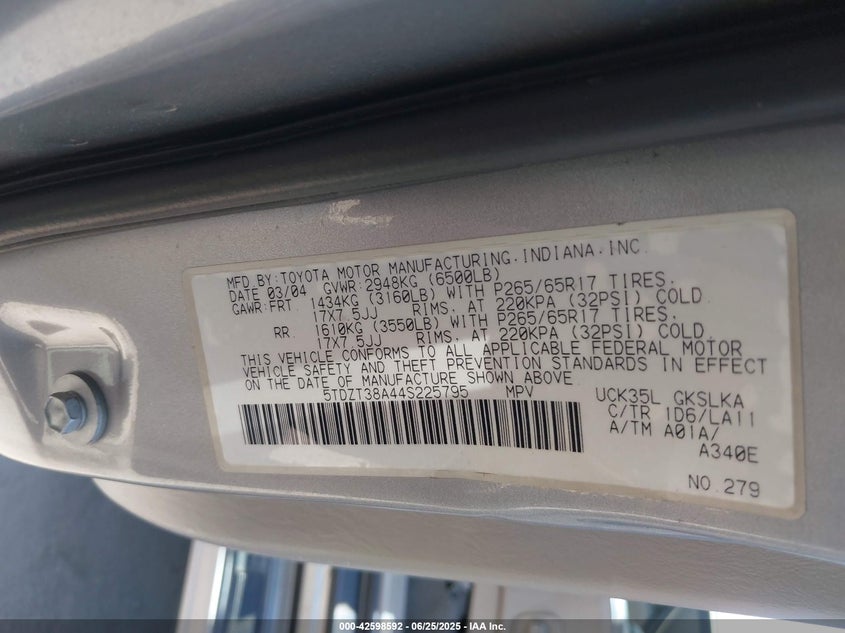 MFD.BY:TOYOTA MOTOR MANUFACTURING.INDIANA.INC.
DATE 03/04 GVWR:2948KG (6500LB)
GAWR:FRT. 1434KG (3160LB) WITH P265/65R17 TIRES.
17X7.5JJ RIMS. AT 220KPA (32PSI) COLD.
RR. 1610KG (3550LB) WITH P265/65R17 TIRES.
17X7.5JJ RIMS. AT 220KPA (32PSI) COLD.
THIS VEHICLE CONFORMS TO ALL APPLICABLE FEDERAL MOTOR
VEHICLE SAFETY AND THEFT PREVENTION STANDARDS IN EFFECT
ON THE DATE OF MANUFACTURE SHOWN ABOVE
5TDZT38A44S225795 MPV
UCK35L GKSLKA
C/TR 1D6/LA11
A/TM A01A/
A340E
NO.279
000-42598592 — 06/25/2025 — IAA Inc.